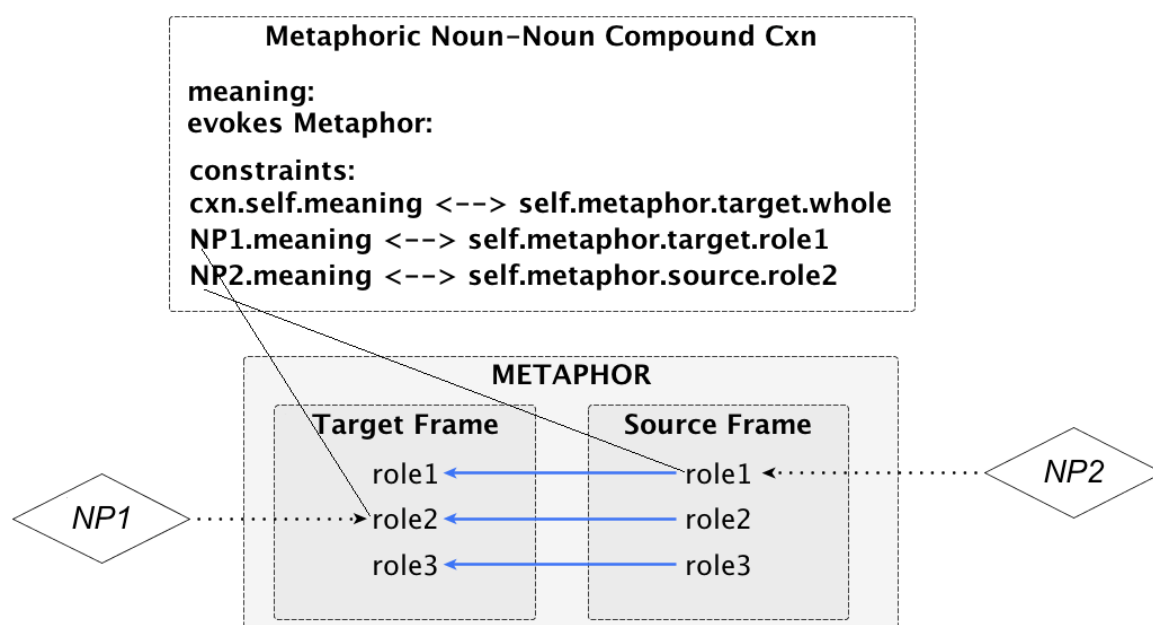 Metaphoric Noun-Noun Compound Cxn
meaning:
evokes Metaphor:
constraints:
cxn.self.meaning <--> self.metaphor.target.whole
NP1.meaning <--> self.metaphor.target.role1
NP2.meaning <--> self.metaphor.source.role2
METAPHOR
Target Frame
Source Frame
role1
role1
NP2
NP1
role2
role2
role3
role3